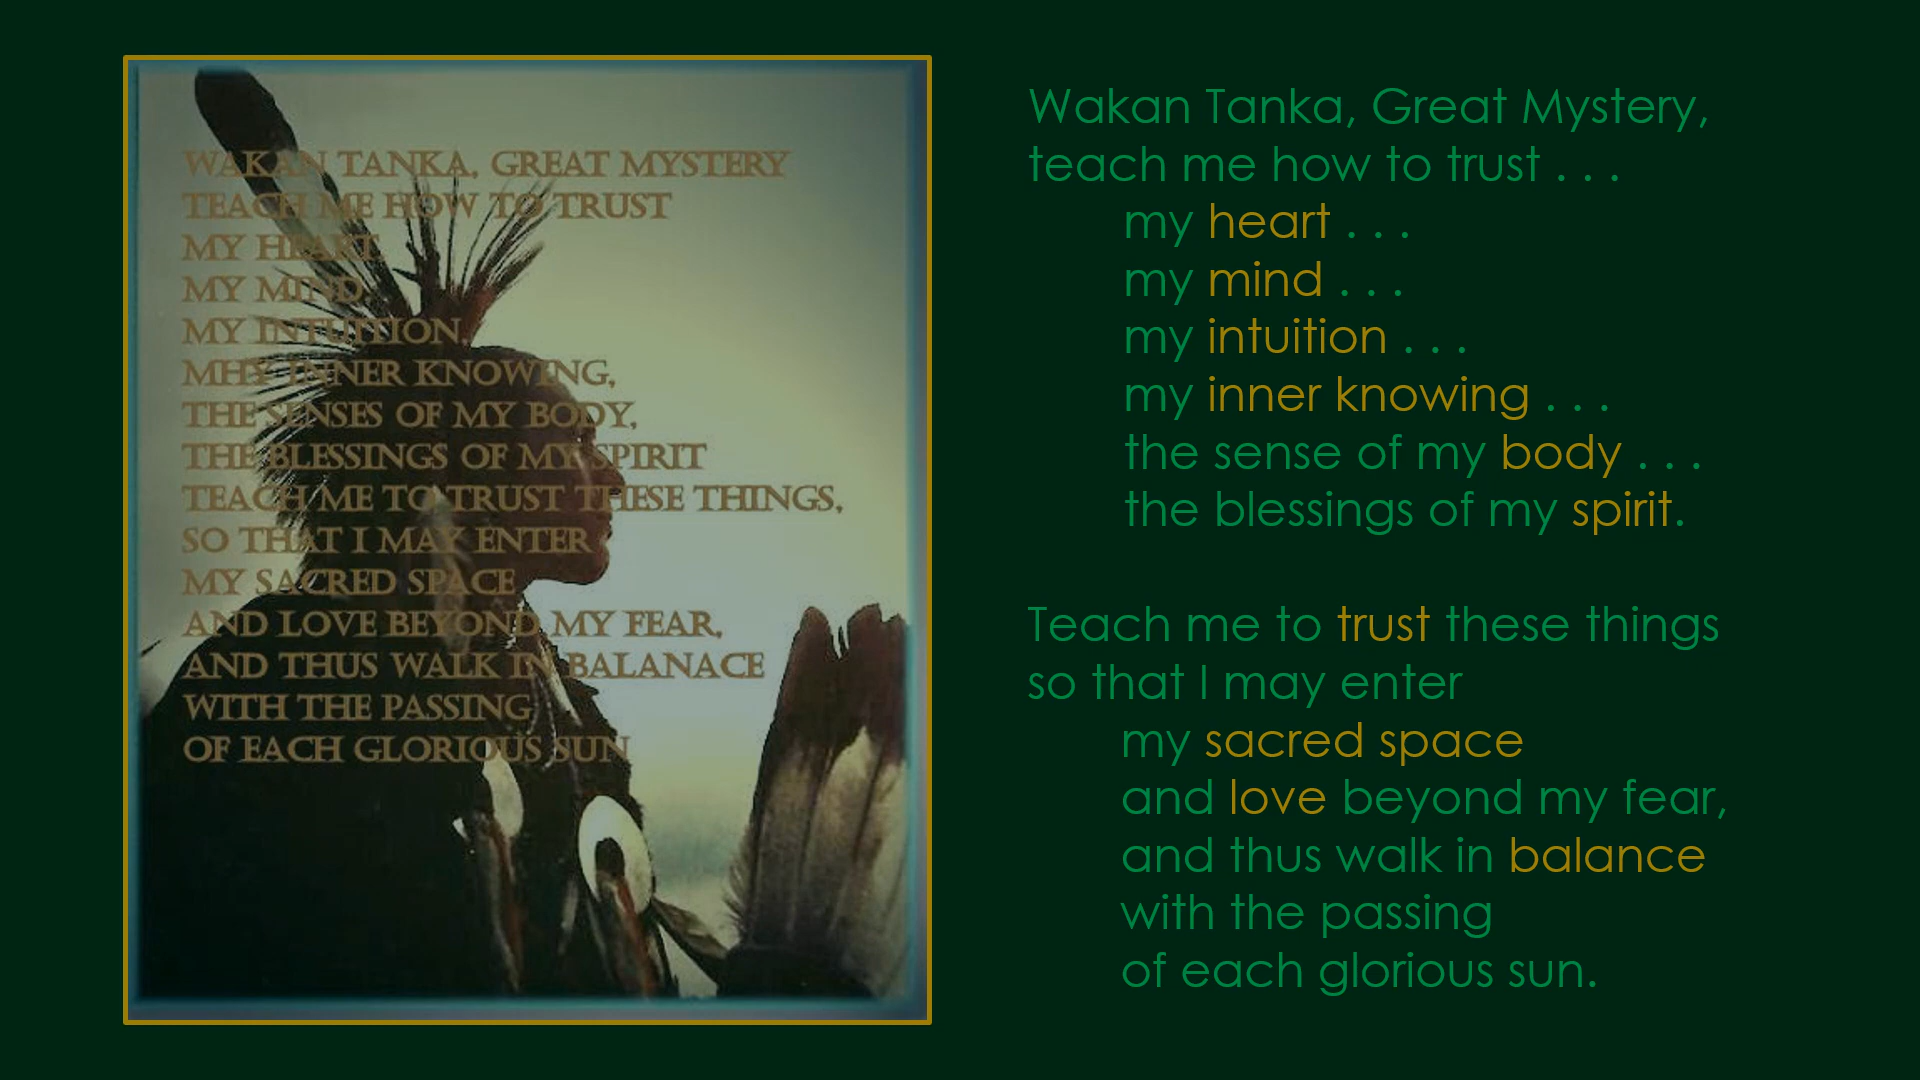 WAKAN TANKA, GREAT MYSTERY
TEACH ME HOW TO TRUST
MY HEART
MY MIND,
MY INTUITION,
MHY INNER KNOWING,
THE SENSES OF MY BODY,
THE BLESSINGS OF MY SPIRIT
TEACH ME TO TRUST THESE THINGS,
SO THAT I MAY ENTER
MY SACRED SPACE
AND LOVE BEYOND MY FEAR,
AND THUS WALK IN BALANACE
WITH THE PASSING
OF EACH GLORIOUS SUN
Wakan Tanka, Great Mystery,
teach me how to trust . . .
my heart . . .
my mind . . .
my intuition . . .
my inner knowing . . .
the sense of my body . . .
the blessings of my spirit.
Teach me to trust these things
so that I may enter
my sacred space
and love beyond my fear,
and thus walk in balance
with the passing
of each glorious sun.